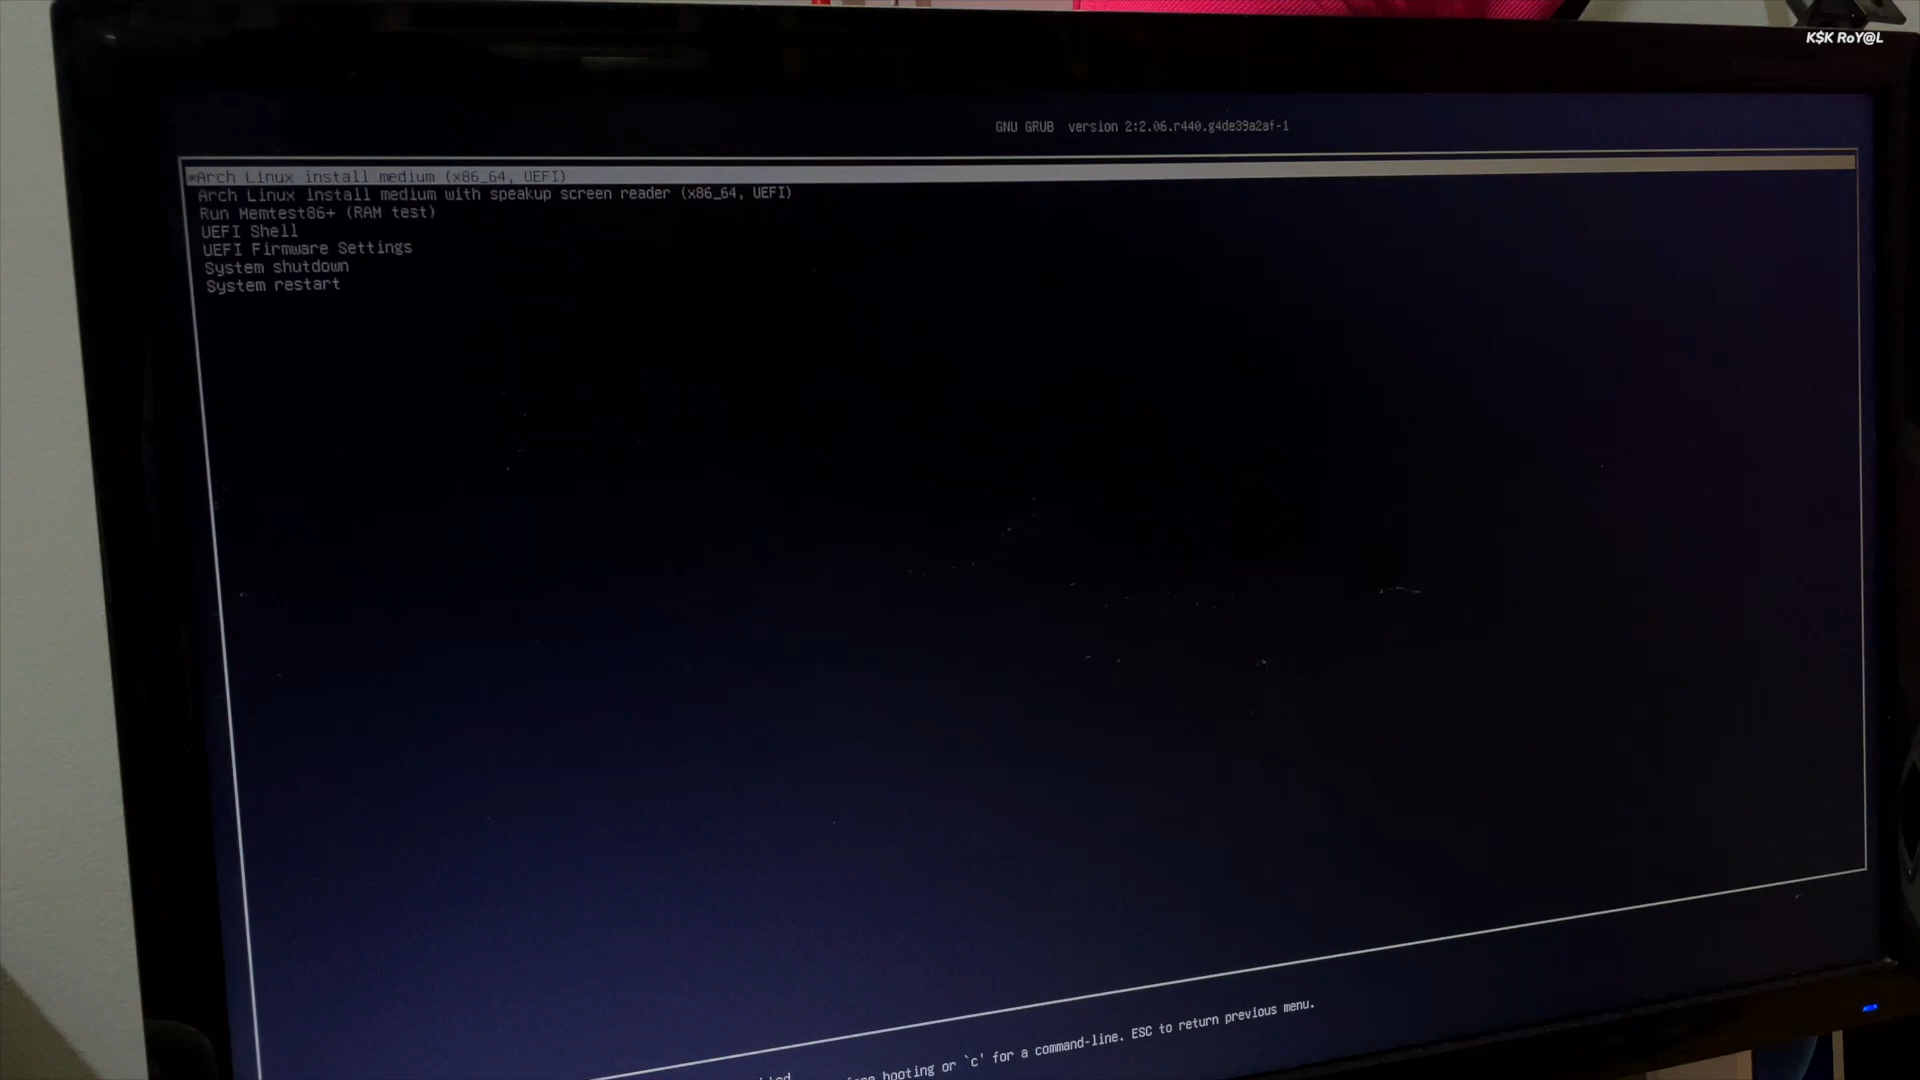 K$K RoY@L
GNU GRUB version 2:2.06.r440.g4de39a2af-1
*Arch Linux install medium (x86_64, UEFI)
Arch Linux install medium with speakup screen reader (x86_64, UEFI)
Run Memtest86+ (RAM test)
UEFI Shell
UEFI Firmware Settings
System shutdown
System restart
booting or `c' for a command-line. ESC to return previous menu.